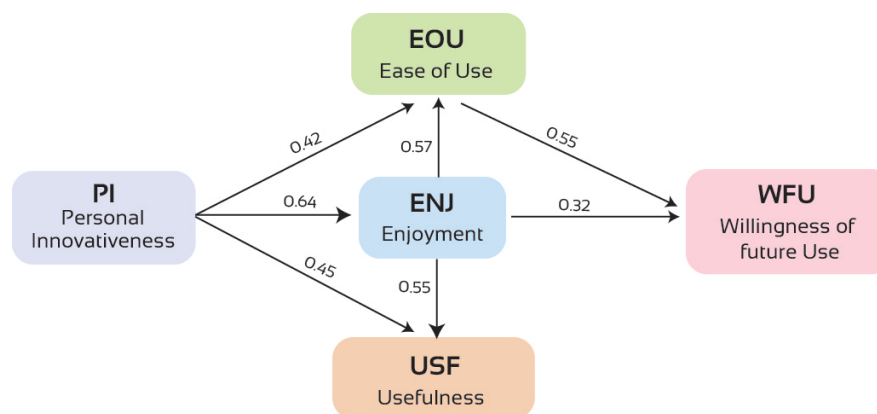 EOU
Ease of Use
0.42
0.57
0.55
PI
Personal
Innovativeness
0.64
ENJ
Enjoyment
0.32
WFU
Willingness of
future Use
0.45
0.55
USF
Usefulness